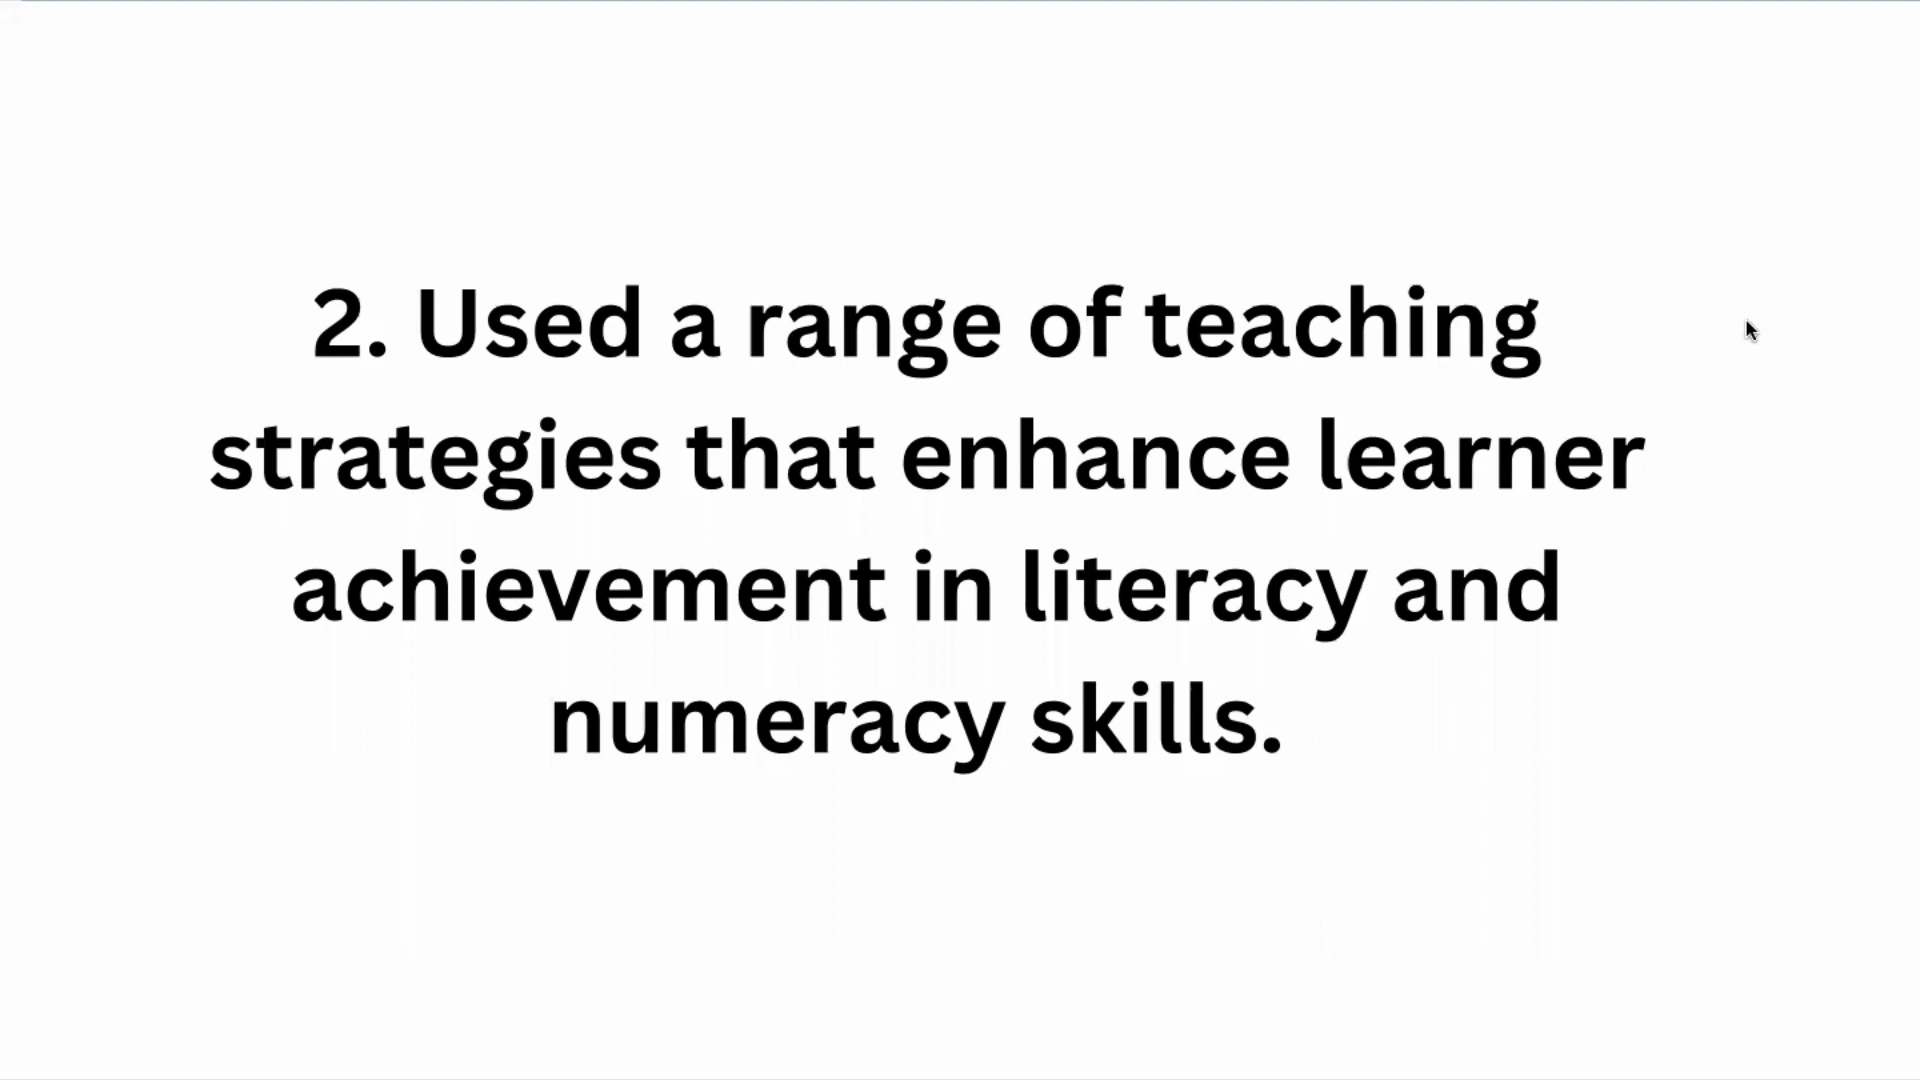 2. Used a range of teaching
strategies that enhance learner
achievement in literacy and
numeracy skills.